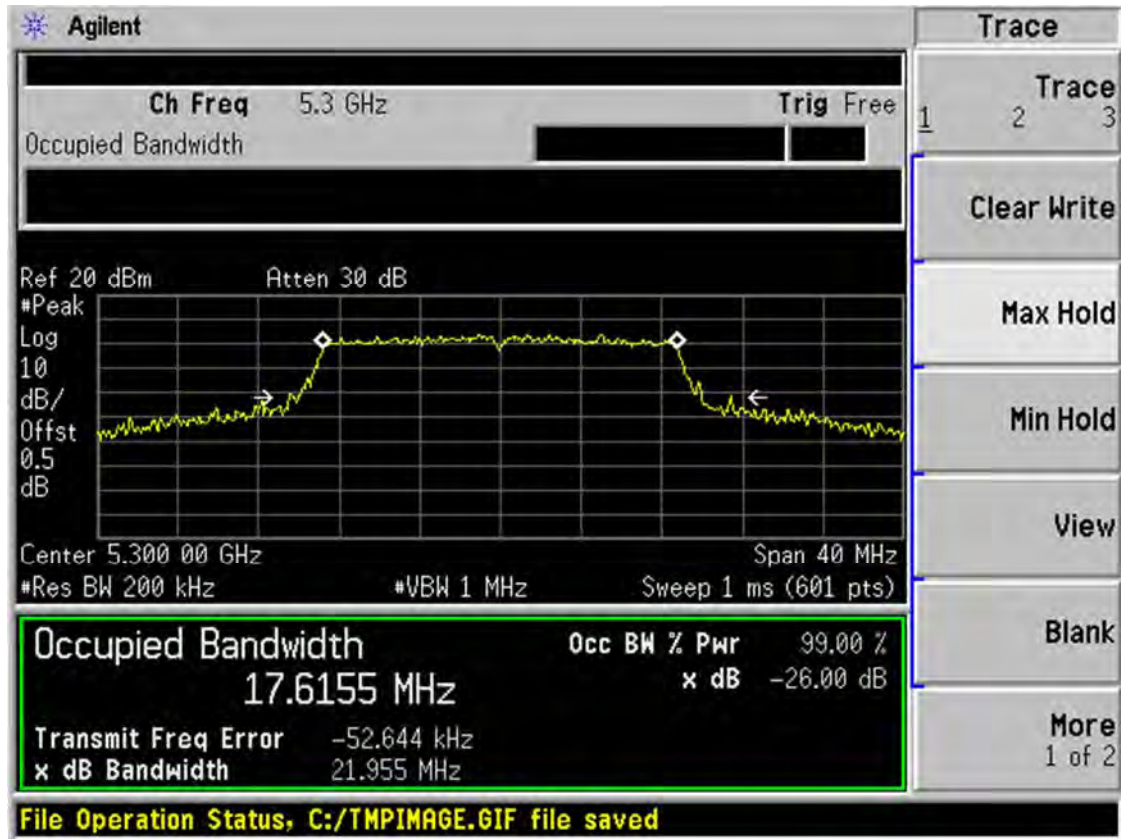 Agilent
Trace
Ch Freq 5.3 GHz Trig Free
Occupied Bandwidth
Trace
1 2 3
Clear Write
Max Hold
Min Hold
View
Blank
More
1 of 2
Ref 20 dBm Atten 30 dB
#Peak
Log
10
dB/
Offst
0.5
dB
Center 5.300 00 GHz Span 40 MHz
#Res BW 200 kHz #VBW 1 MHz Sweep 1 ms (601 pts)
Occupied Bandwidth
17.6155 MHz
Occ BW % Pwr 99.00 %
x dB -26.00 dB
Transmit Freq Error -52.644 kHz
x dB Bandwidth 21.955 MHz
File Operation Status, C:/TMPIMAGE.GIF file saved